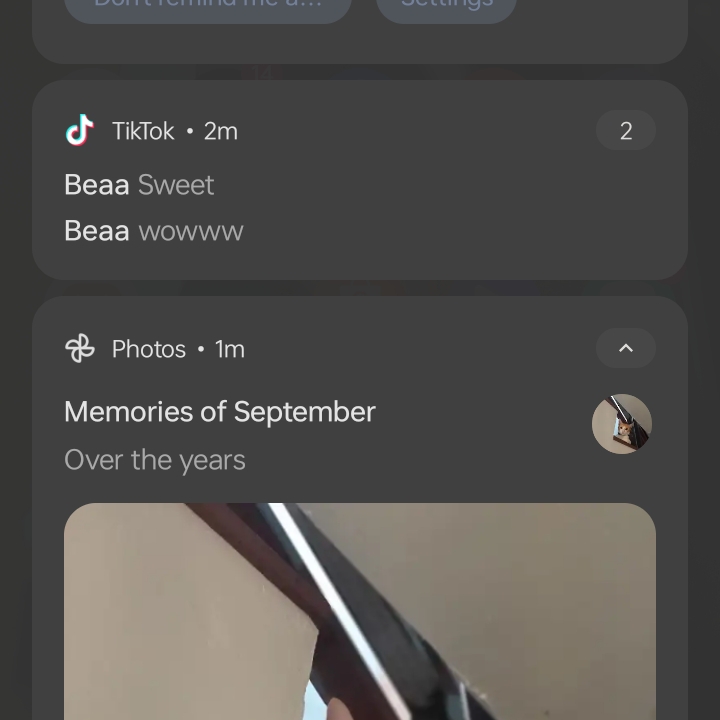 Don't remind me a... Settings
TikTok • 2m 2
Beaa Sweet
Beaa wowww
Photos • 1m
Memories of September
Over the years